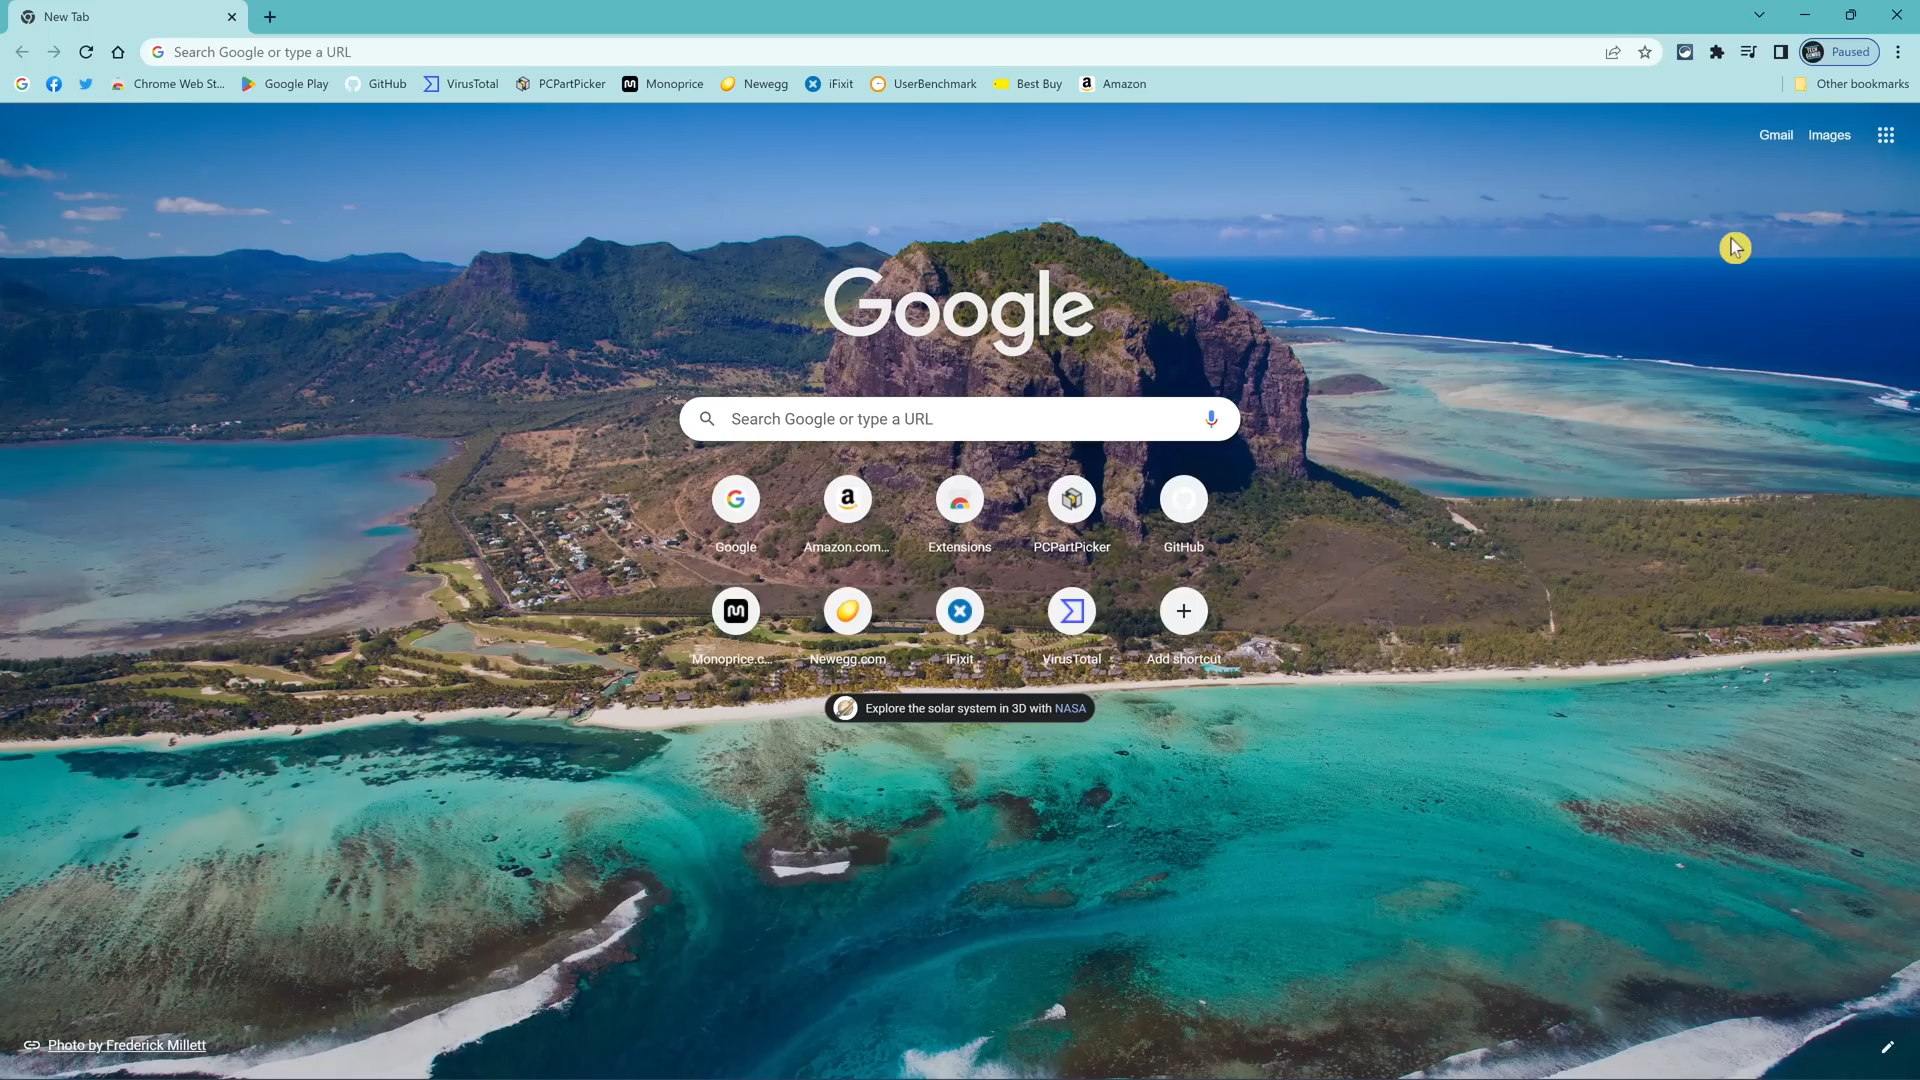 New Tab
Search Google or type a URL
Paused
Chrome Web St...
Google Play
GitHub
VirusTotal
PCPartPicker
Monoprice
Newegg
iFixit
UserBenchmark
Best Buy
Amazon
Other bookmarks
Gmail
Images
Google
Search Google or type a URL
Google
Amazon.com...
Extensions
PCPartPicker
GitHub
Monoprice.c...
Newegg.com
iFixit
VirusTotal
Add shortcut
Explore the solar system in 3D with NASA
Photo by Frederick Millett